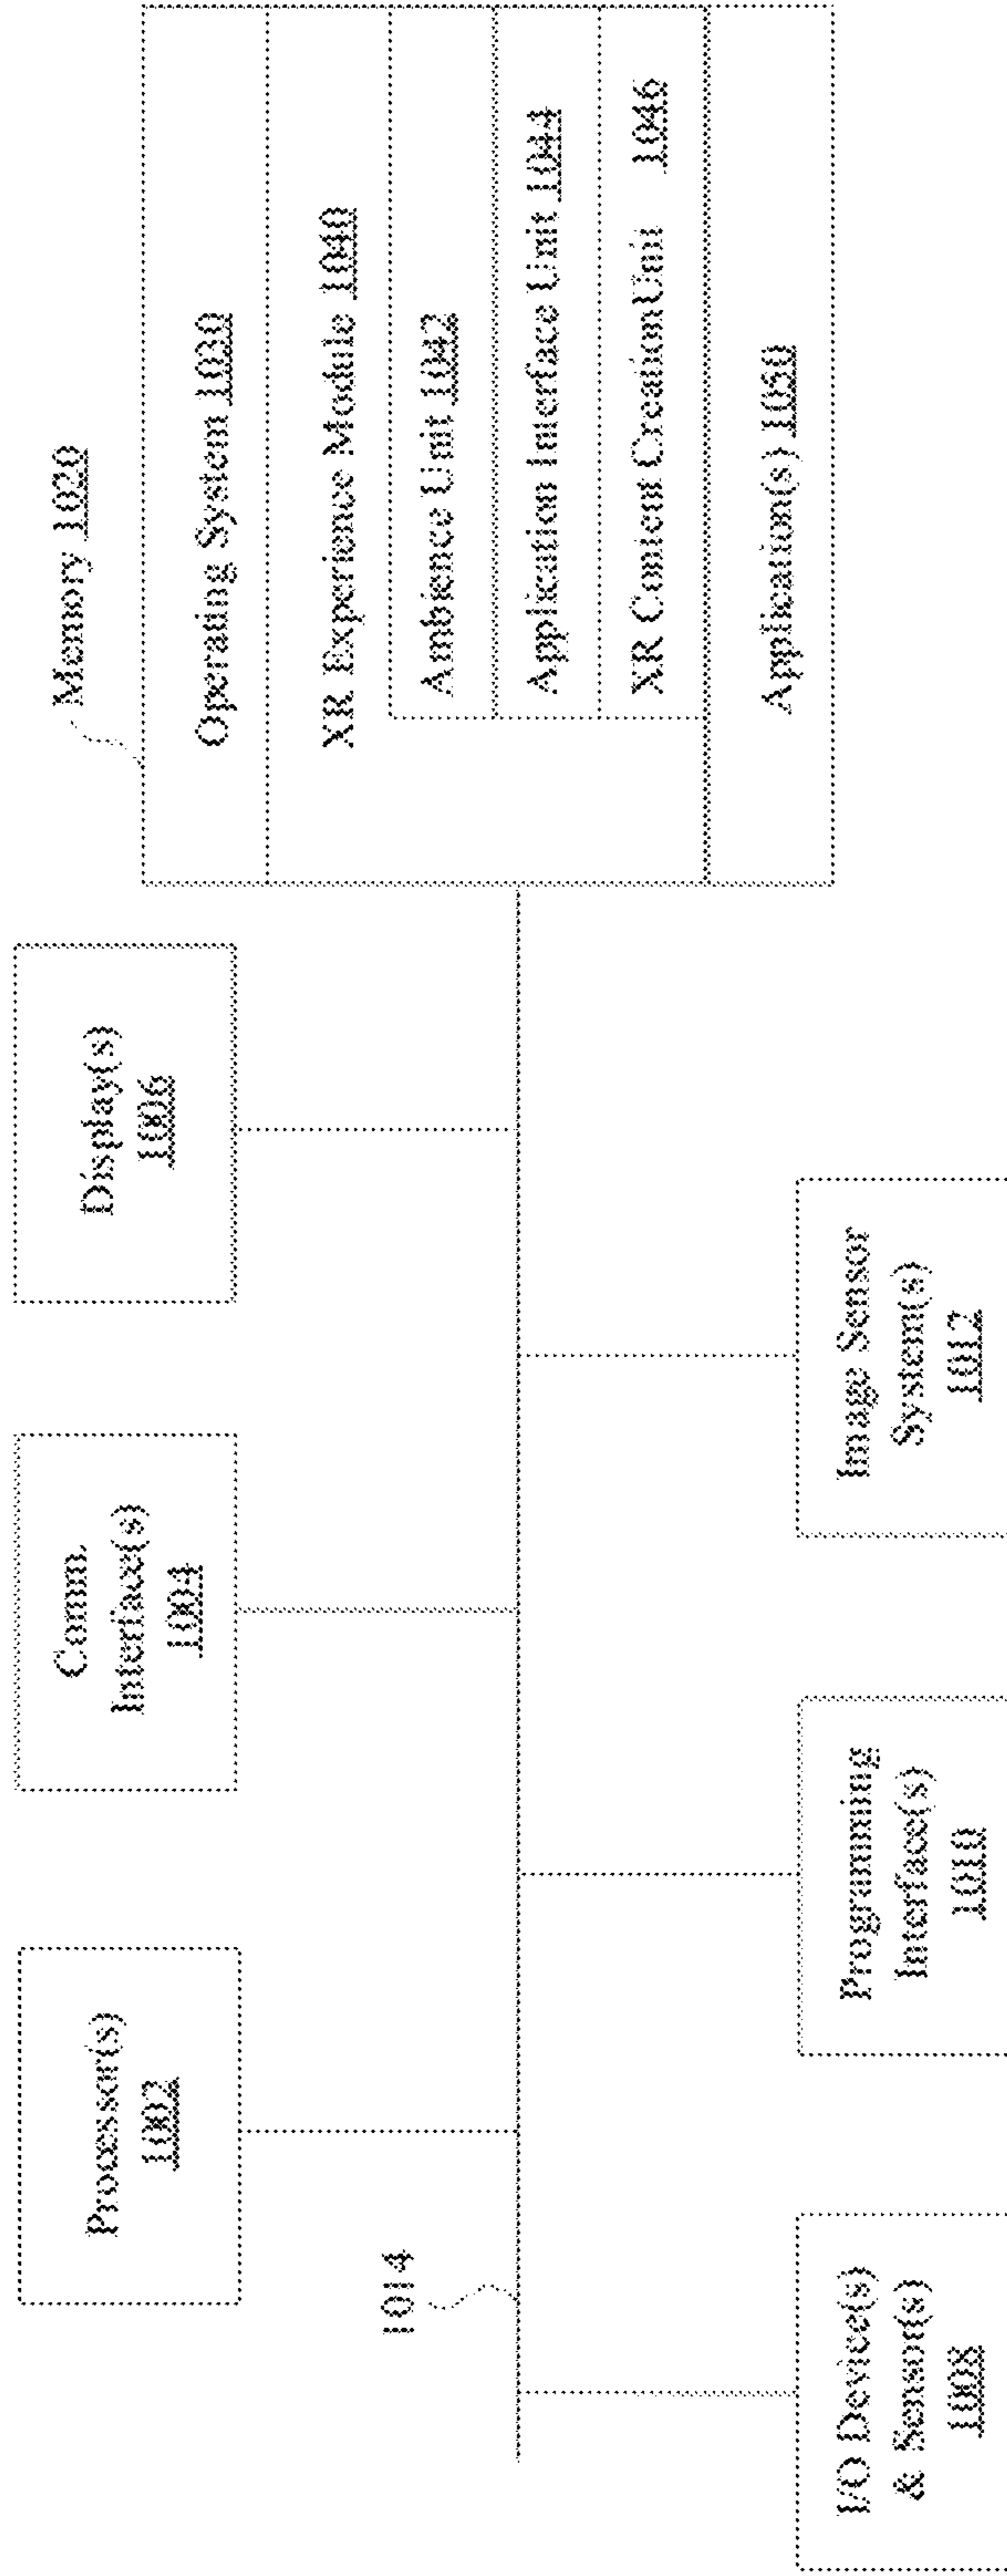 Memory 1020
Operating System 1030
XR Experience Module 1040
Ambience Unit 1042
Application Interface Unit 1044
XR Content CreationUnit 1046
Application(s) 1050
Processor(s)
1002
Comm.
Interface(s)
1004
Display(s)
1006
1014
I/O Device(s)
& Sensor(s)
1008
Programming
Interface(s)
1010
Image Sensor
System(s)
1012